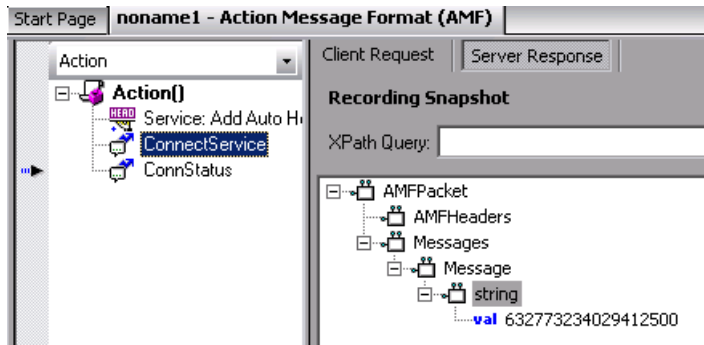 Start Page noname1 - Action Message Format (AMF)
Action
Action()
HEAD
Service: Add Auto H
ConnectService
ConnStatus
Client Request Server Response
Recording Snapshot
XPath Query:
AMFPacket
AMFHeaders
Messages
Message
string
val 632773234029412500